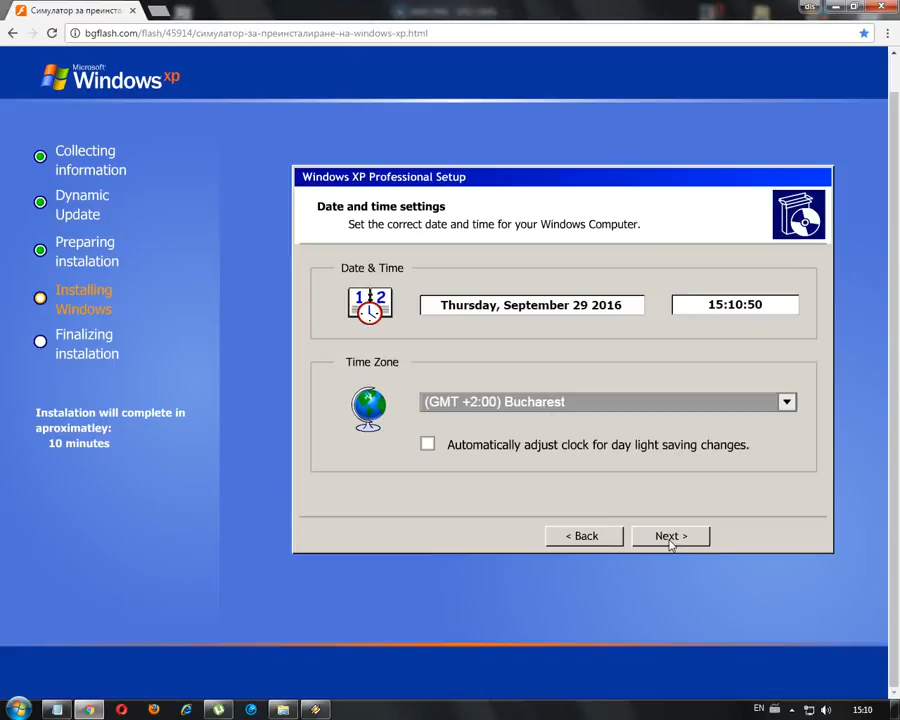 Симулатор за преинста
dis
bgflash.com/flash/45914/симулатор-за-преинсталиране-на-windows-xp.html
Microsoft
Windows xp
Collecting
information
Dynamic
Update
Preparing
instalation
Installing
Windows
Finalizing
instalation
Instalation will complete in
aproximatley:
10 minutes
Windows XP Professional Setup
Date and time settings
Set the correct date and time for your Windows Computer.
Date & Time
1 2
Thursday, September 29 2016
15:10:50
Time Zone
(GMT +2:00) Bucharest
Automatically adjust clock for day light saving changes.
< Back
Next >
EN
15:10